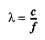 λ = c/f